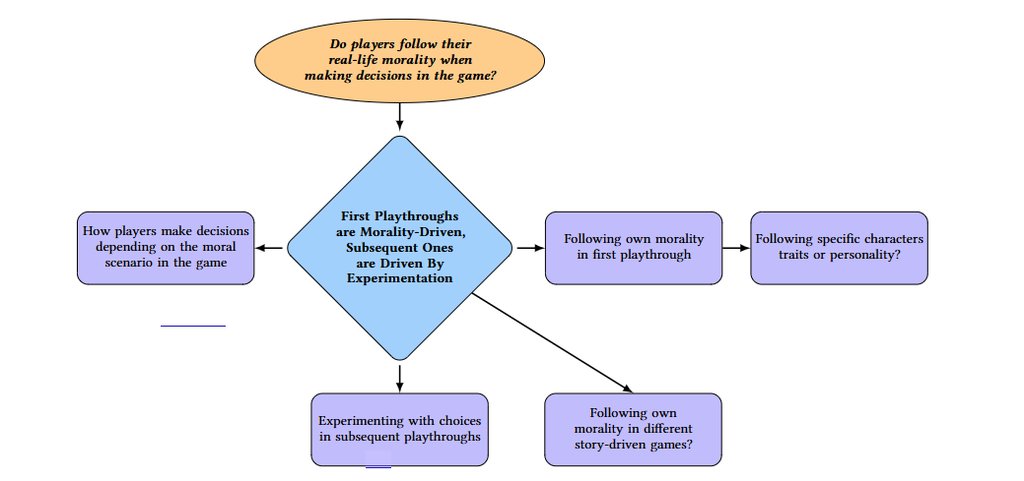 Do players follow their
real-life morality when
making decisions in the game?
First Playthroughs
are Morality-Driven,
Subsequent Ones
are Driven By
Experimentation
How players make decisions
depending on the moral
scenario in the game
Following own morality
in first playthrough
Following specific characters
traits or personality?
Experimenting with choices
in subsequent playthroughs
Following own
morality in different
story-driven games?